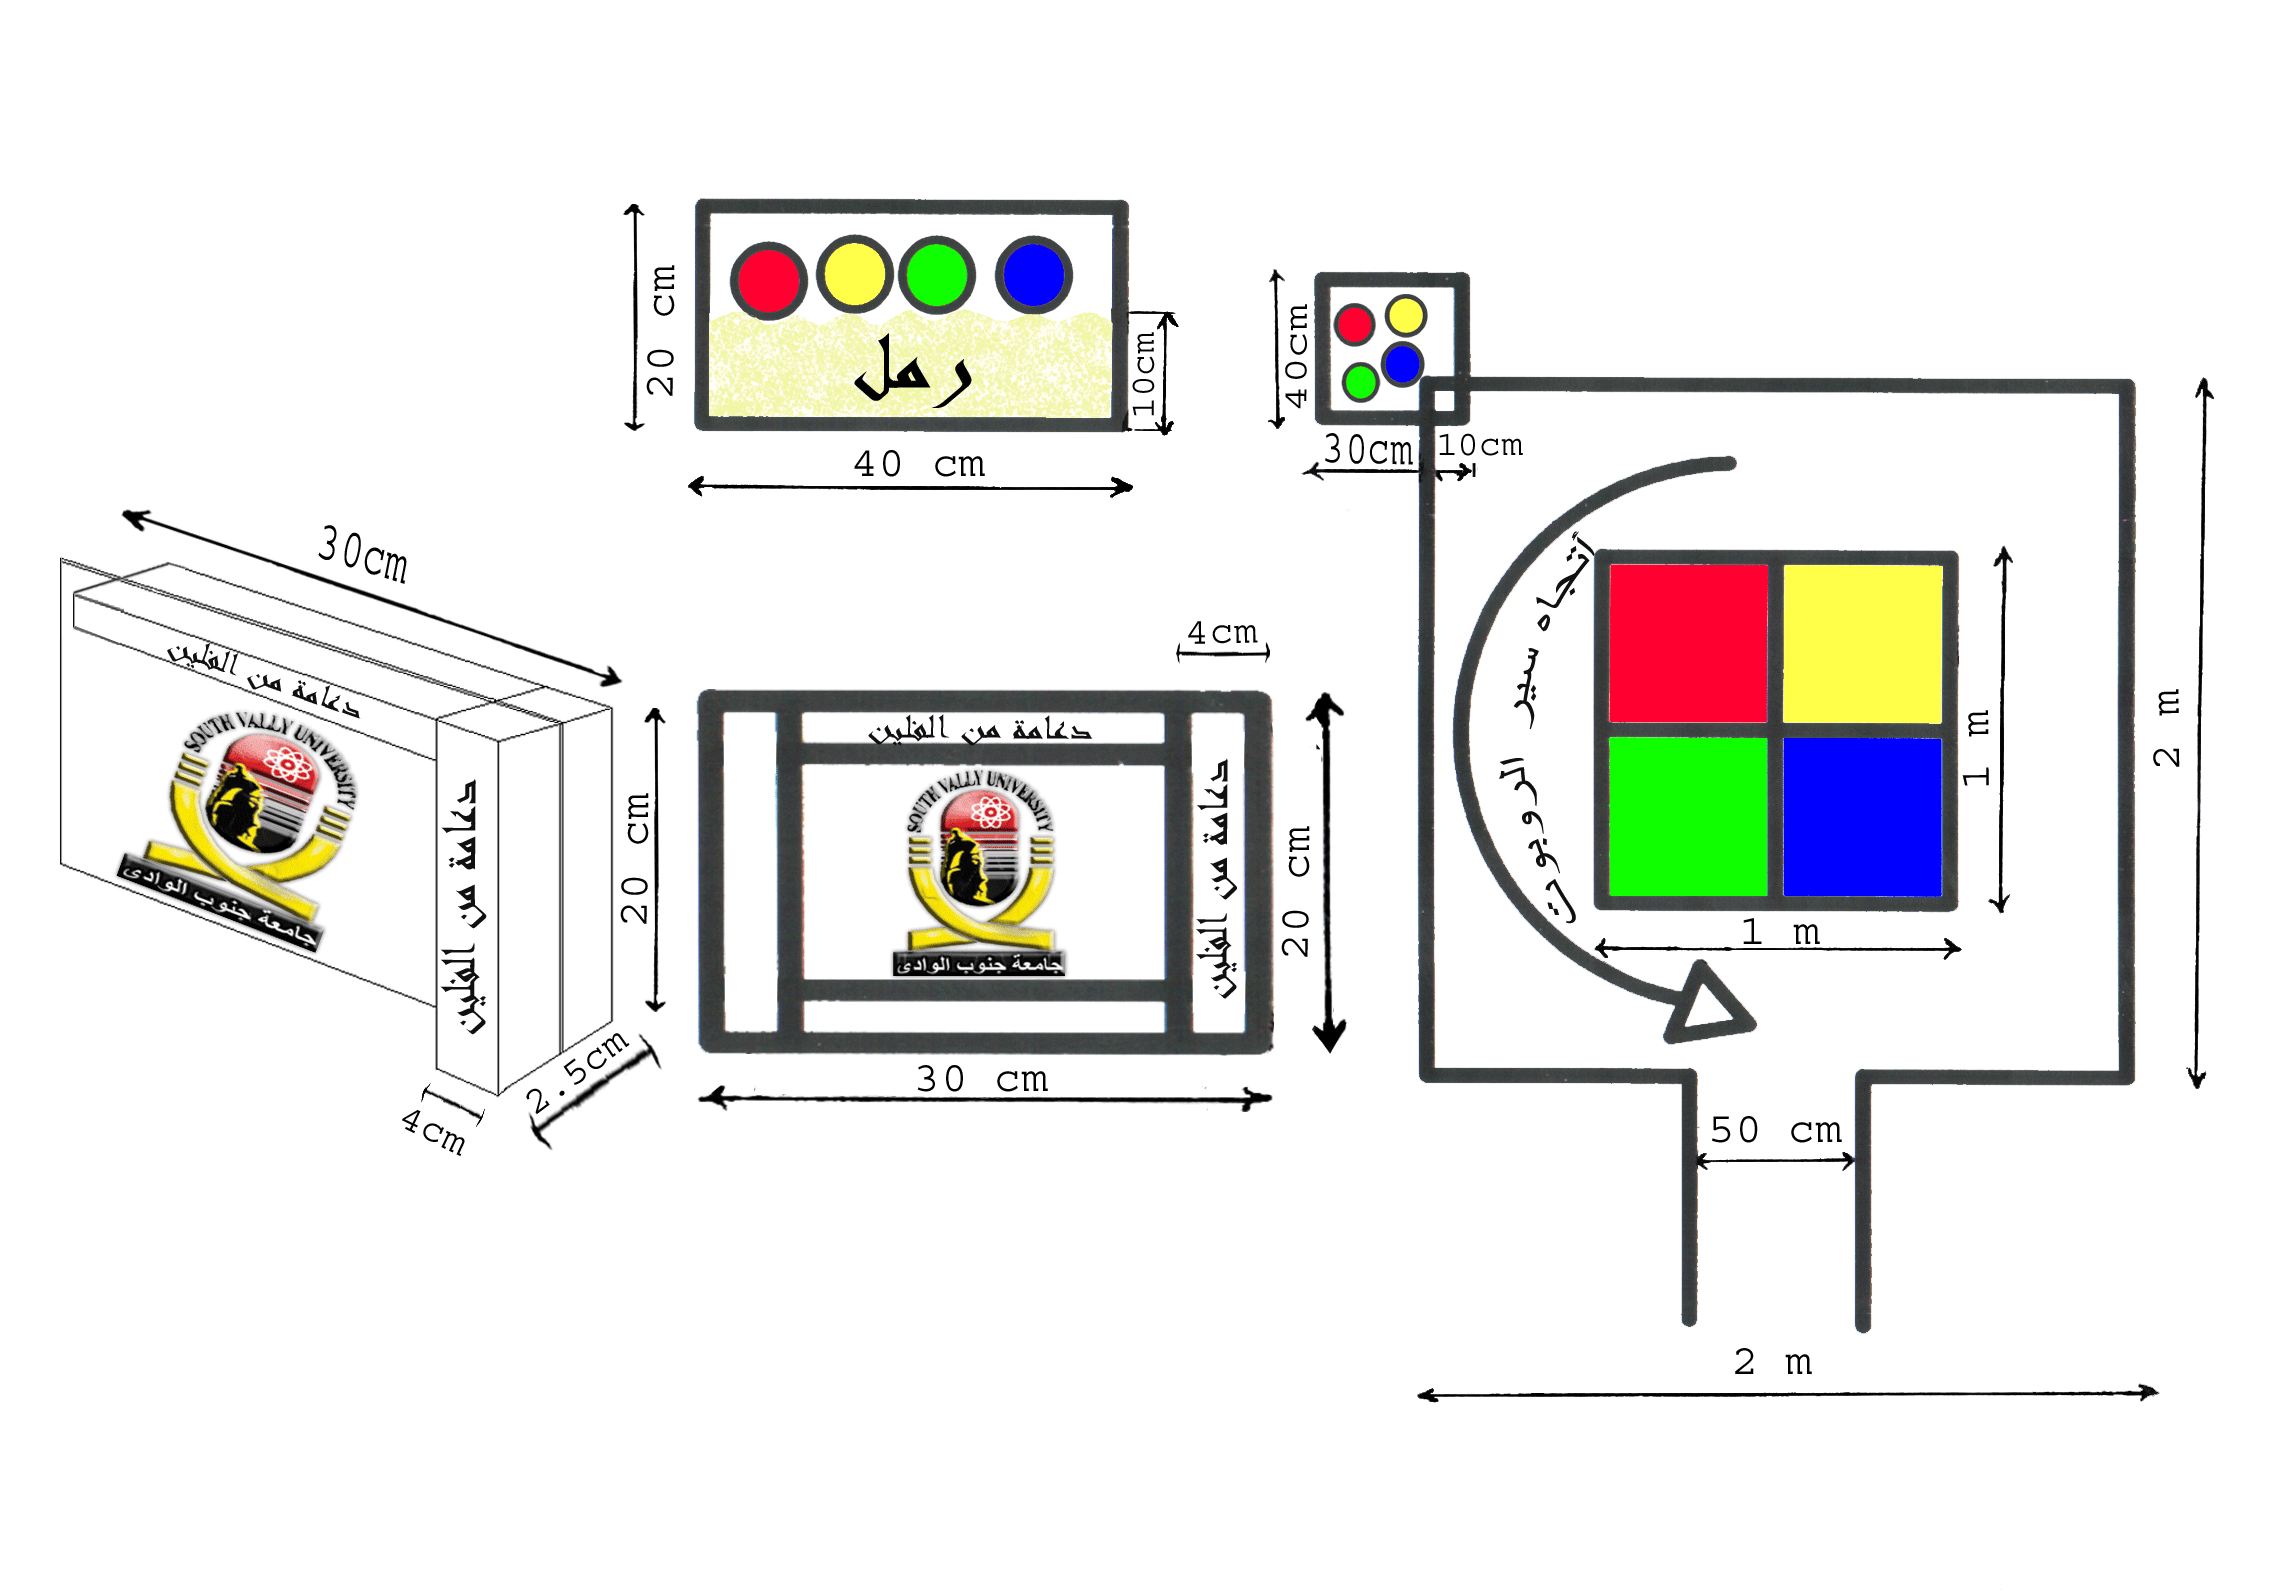 20 cm
رمل
10cm
40 cm
40cm
30cm
10cm
30cm
دعامة من الفلين
SOUTH VALLY UNIVERSITY
جامعة جنوب الوادى
دعامة من الفلين
20 cm
2.5cm
4cm
4cm
دعامة من الفلين
SOUTH VALLY UNIVERSITY
جامعة جنوب الوادى
دعامة من الفلين
20 cm
30 cm
أتجاه سير الروبوت
1 m
1 m
2 m
50 cm
2 m